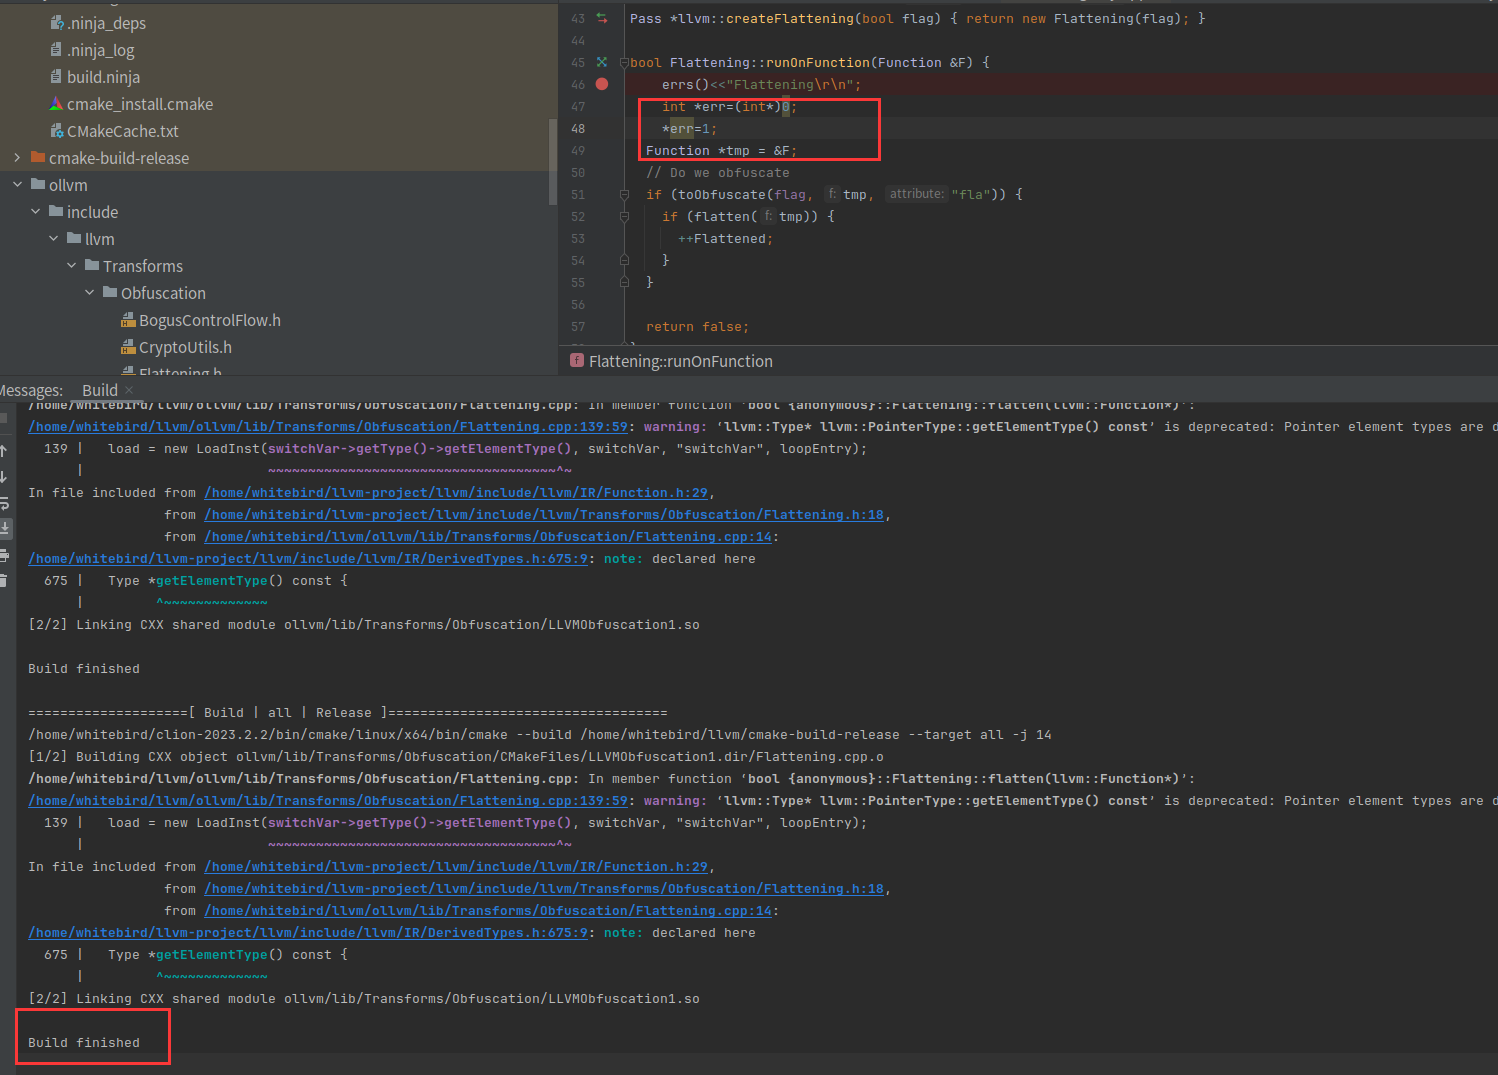 .ninja_deps
.ninja_log
build.ninja
cmake_install.cmake
CMakeCache.txt
cmake-build-release
ollvm
include
llvm
Transforms
Obfuscation
BogusControlFlow.h
CryptoUtils.h
Flattening.h
43 Pass *llvm::createFlattening(bool flag) { return new Flattening(flag); }
44
45 bool Flattening::runOnFunction(Function &F) {
46 errs()<<"Flattening\r\n";
47 int *err=(int*)0;
48 *err=1;
49 Function *tmp = &F;
50 // Do we obfuscate
51 if (toObfuscate(flag, f: tmp, attribute: "fla")) {
52 if (flatten( f: tmp)) {
53 ++Flattened;
54 }
55 }
56
57 return false;
}
f Flattening::runOnFunction
Messages: Build ×
/home/whitebird/llvm/ollvm/lib/Transforms/Obfuscation/Flattening.cpp: In member function ‘bool {anonymous}::Flattening::flatten(llvm::Function*)’:
/home/whitebird/llvm/ollvm/lib/Transforms/Obfuscation/Flattening.cpp:139:59: warning: ‘llvm::Type* llvm::PointerType::getElementType() const’ is deprecated: Pointer element types are d
139 | load = new LoadInst(switchVar->getType()->getElementType(), switchVar, "switchVar", loopEntry);
| ~~~~~~~~~~~~~~~~~~~~~~~~~~~~~~~~~~~~^~
In file included from /home/whitebird/llvm-project/llvm/include/llvm/IR/Function.h:29,
from /home/whitebird/llvm-project/llvm/include/llvm/Transforms/Obfuscation/Flattening.h:18,
from /home/whitebird/llvm/ollvm/lib/Transforms/Obfuscation/Flattening.cpp:14:
/home/whitebird/llvm-project/llvm/include/llvm/IR/DerivedTypes.h:675:9: note: declared here
675 | Type *getElementType() const {
| ^~~~~~~~~~~~~~
[2/2] Linking CXX shared module ollvm/lib/Transforms/Obfuscation/LLVMObfuscation1.so
Build finished
====================[ Build | all | Release ]===================================
/home/whitebird/clion-2023.2.2/bin/cmake/linux/x64/bin/cmake --build /home/whitebird/llvm/cmake-build-release --target all -j 14
[1/2] Building CXX object ollvm/lib/Transforms/Obfuscation/CMakeFiles/LLVMObfuscation1.dir/Flattening.cpp.o
/home/whitebird/llvm/ollvm/lib/Transforms/Obfuscation/Flattening.cpp: In member function ‘bool {anonymous}::Flattening::flatten(llvm::Function*)’:
/home/whitebird/llvm/ollvm/lib/Transforms/Obfuscation/Flattening.cpp:139:59: warning: ‘llvm::Type* llvm::PointerType::getElementType() const’ is deprecated: Pointer element types are d
139 | load = new LoadInst(switchVar->getType()->getElementType(), switchVar, "switchVar", loopEntry);
| ~~~~~~~~~~~~~~~~~~~~~~~~~~~~~~~~~~~~^~
In file included from /home/whitebird/llvm-project/llvm/include/llvm/IR/Function.h:29,
from /home/whitebird/llvm-project/llvm/include/llvm/Transforms/Obfuscation/Flattening.h:18,
from /home/whitebird/llvm/ollvm/lib/Transforms/Obfuscation/Flattening.cpp:14:
/home/whitebird/llvm-project/llvm/include/llvm/IR/DerivedTypes.h:675:9: note: declared here
675 | Type *getElementType() const {
| ^~~~~~~~~~~~~~
[2/2] Linking CXX shared module ollvm/lib/Transforms/Obfuscation/LLVMObfuscation1.so
Build finished